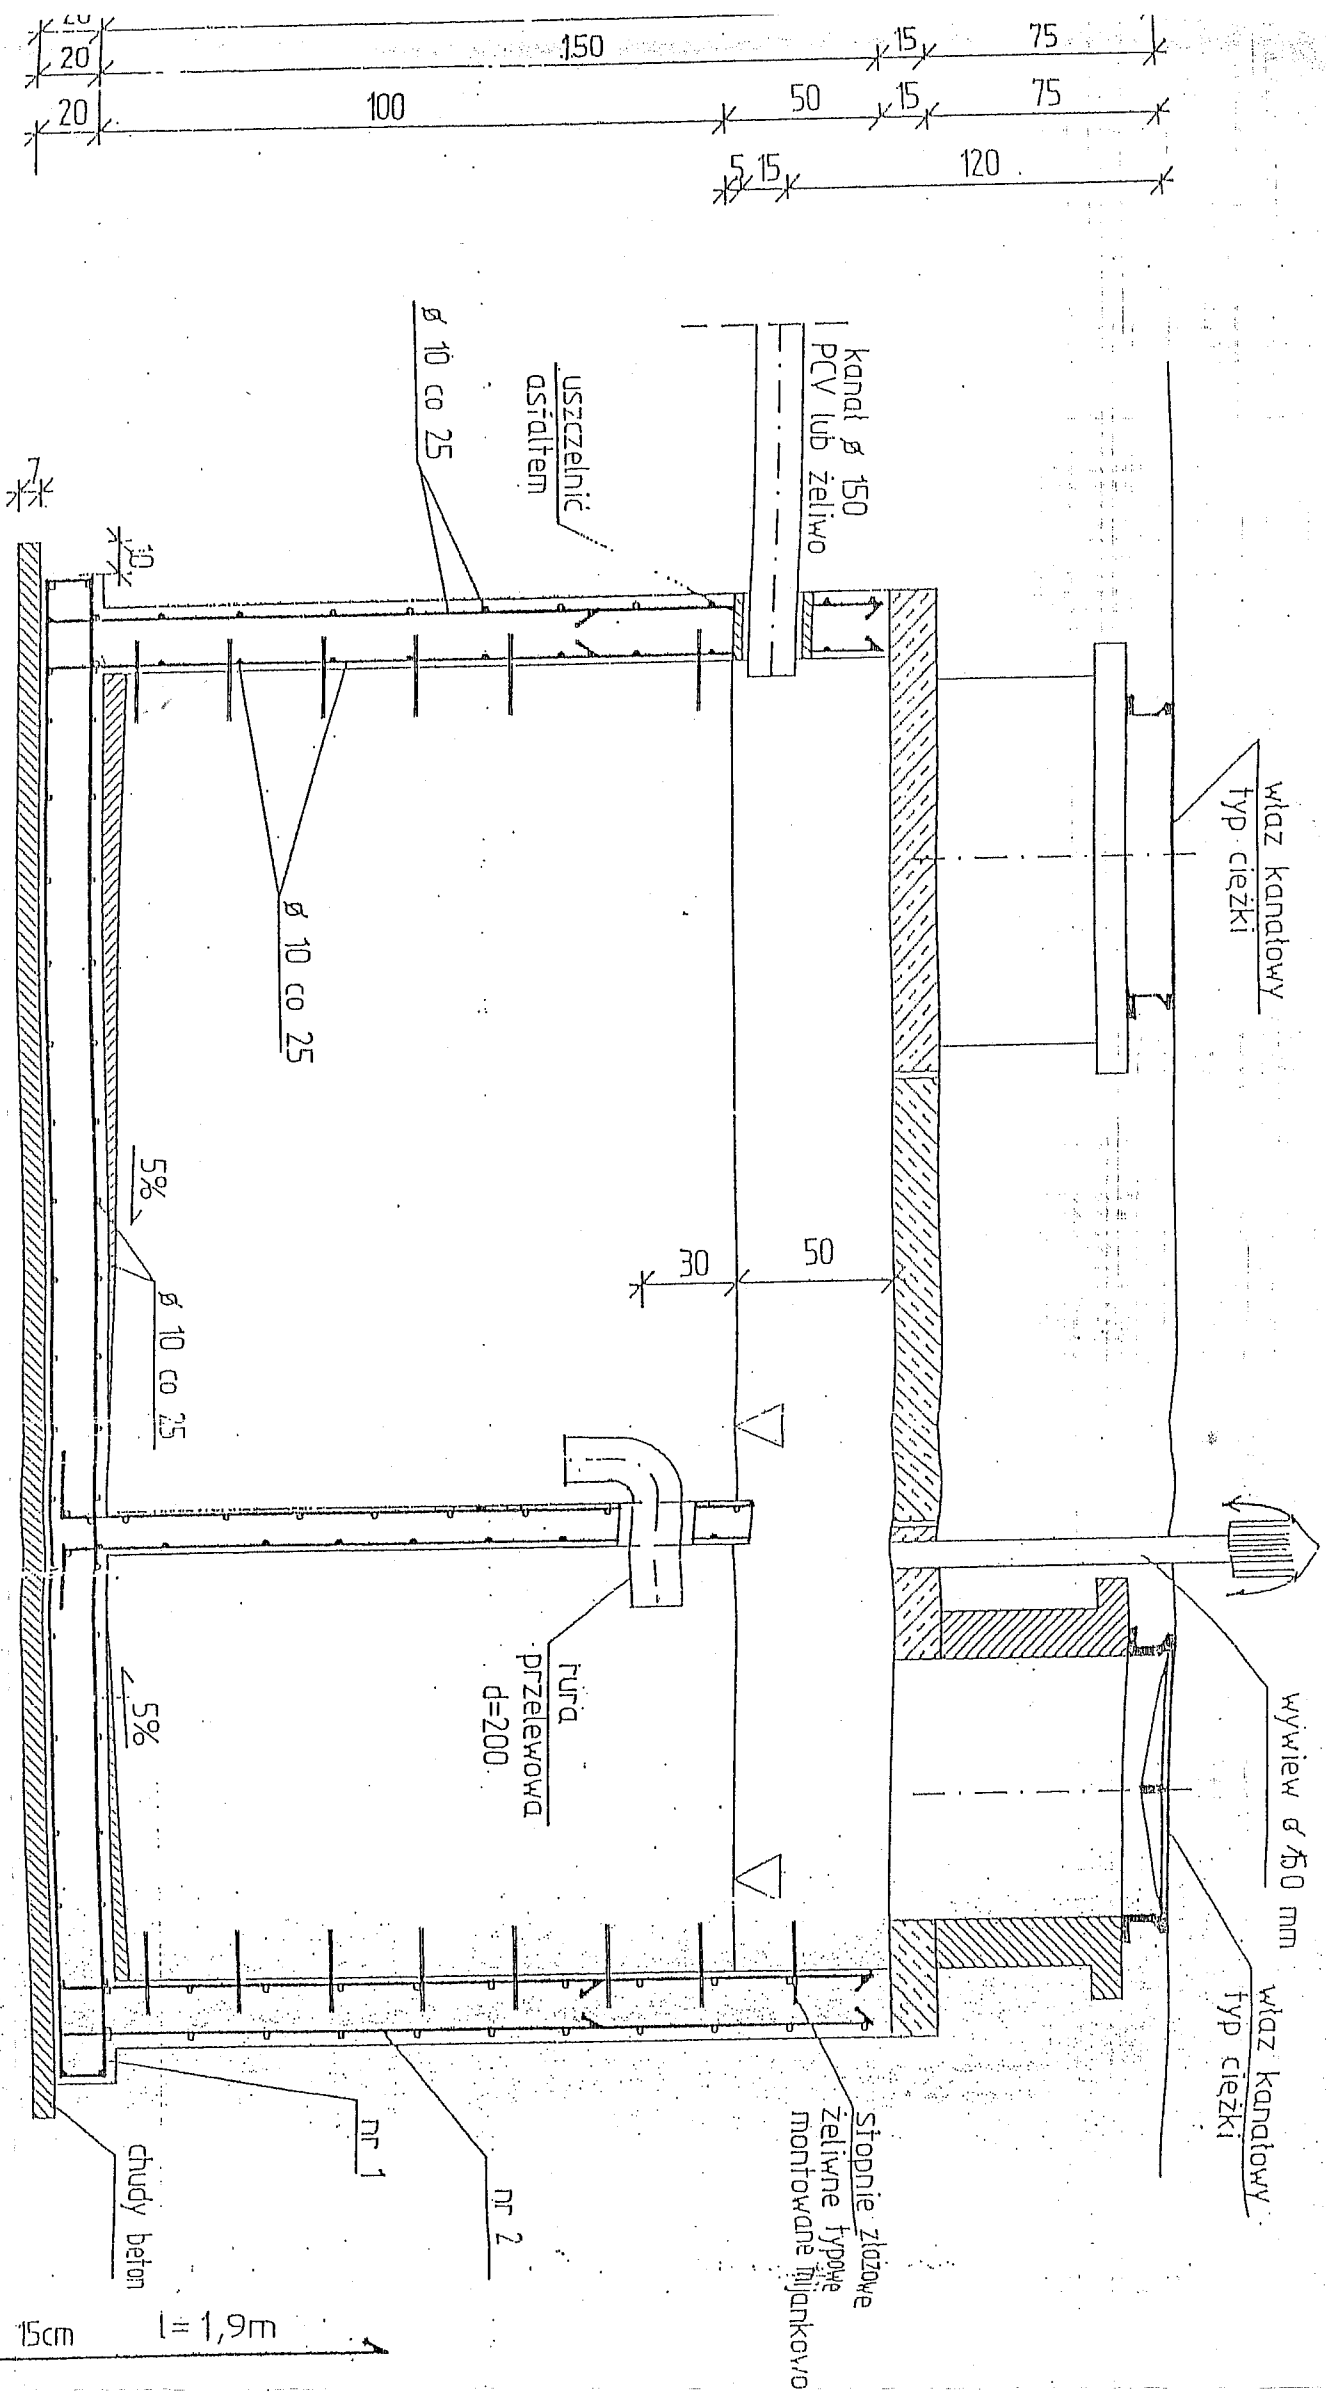 20
150
15
75
20
100
50
15
75
5
15
120
kanał ø 150
PCV lub żeliwo
uszczelnić
asfaltem
ø 10 co 25
7
10
właz kanałowy
typ ciężki
ø 10 co 25
5%
ø 10 co 25
30
50
wywiew ø 150 mm
rura
przelewowa
d=200
5%
właz kanałowy
typ ciężki
stopnie złazowe
żeliwne typowe
montowane mijankowo
nr 1
nr 2
chudy beton
15cm
l= 1,9m